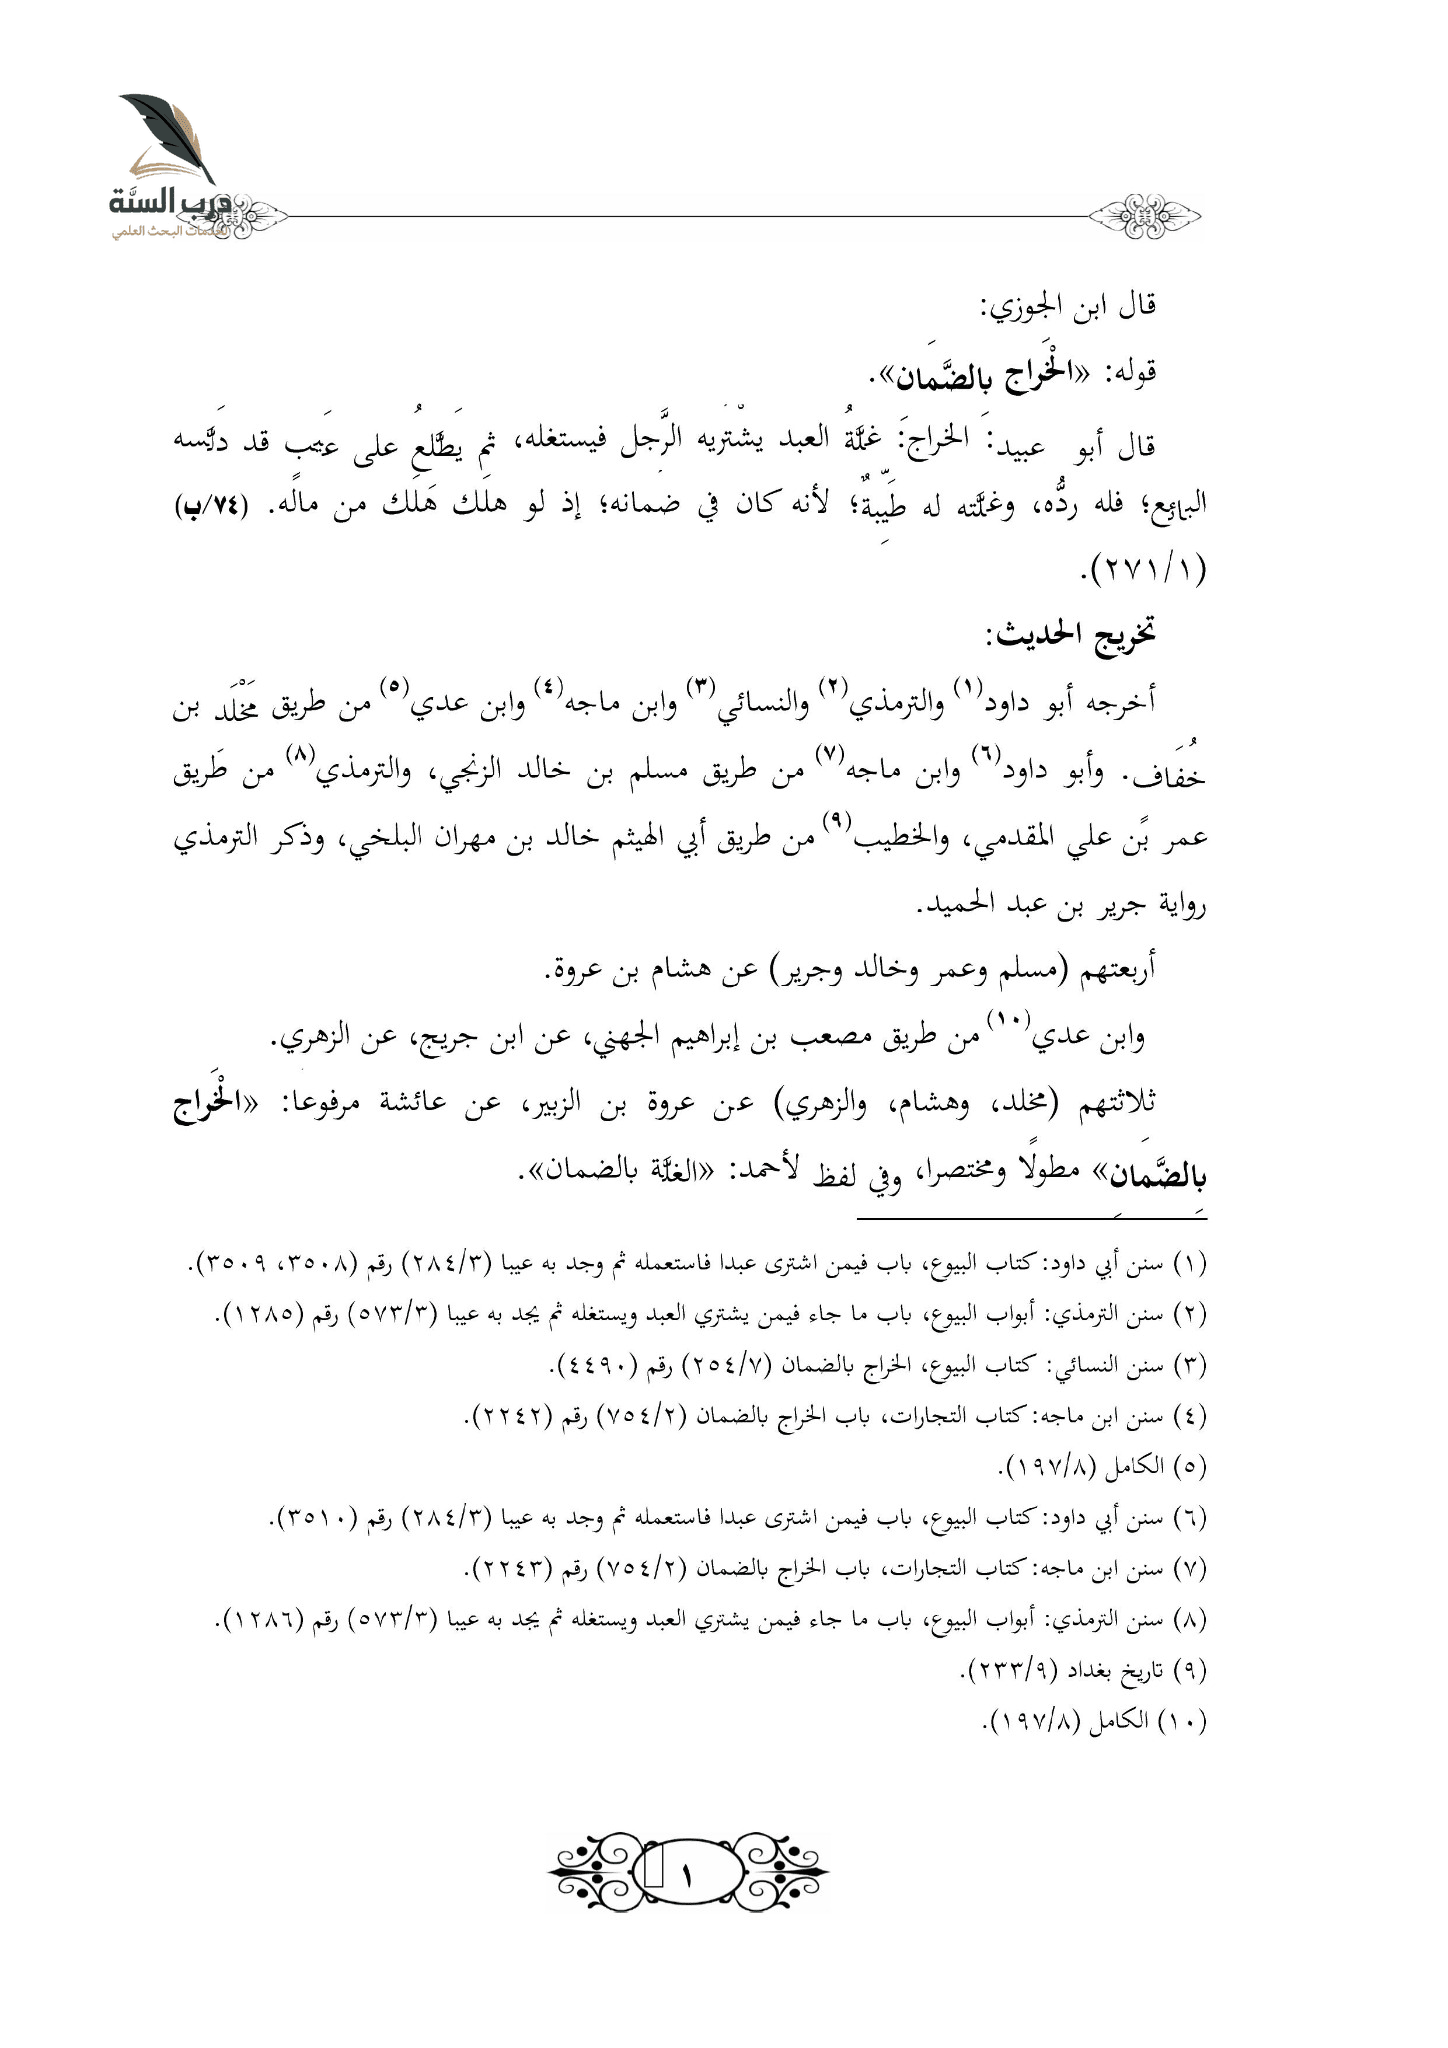 درب السنَّة
لخدمات البحث العلمي
قال ابن الجوزي:
قوله: «الْخَراج بالضَّمان».
قال أبو عبيد: الخراج: غلَّةُ العبد يشْتَريه الرَّجل فيستغله، ثم يَطَّلعُ على عَيبٍ قد دَلَّسه
البائع؛ فله ردُّه، وغلَّته له طَيِّبةٌ؛ لأنه كان في ضمانه؛ إذ لو هلَك هَلَك من ماله. (٧٤/ب)
(٢٧١/١).
تخريج الحديث:
أخرجه أبو داود(١) والترمذي(٢) والنسائي(٣) وابن ماجه(٤) وابن عدي(٥) من طريق مَخْلَد بن
خُفَاف. وأبو داود(٦) وابن ماجه(٧) من طريق مسلم بن خالد الزنجي، والترمذي(٨) من طَريق
عمر بن علي المقدمي، والخطيب(٩) من طريق أبي الهيثم خالد بن مهران البلخي، وذكر الترمذي
رواية جرير بن عبد الحميد.
أربعتهم (مسلم وعمر وخالد وجرير) عن هشام بن عروة.
وابن عدي(١٠) من طريق مصعب بن إبراهيم الجهني، عن ابن جريج، عن الزهري.
ثلاثتهم (مخلد، وهشام، والزهري) عن عروة بن الزبير، عن عائشة مرفوعا: «الْخَراج
بِالضَّمانِ» مطولًا ومختصرا، وفي لفظ لأحمد: «الغلَّة بالضمان».
(١) سنن أبي داود: كتاب البيوع، باب فيمن اشترى عبدا فاستعمله ثم وجد به عيبا (٢٨٤/٣) رقم (٣٥٠٨، ٣٥٠٩).
(٢) سنن الترمذي: أبواب البيوع، باب ما جاء فيمن يشتري العبد ويستغله ثم يجد به عيبا (٥٧٣/٣) رقم (١٢٨٥).
(٣) سنن النسائي: كتاب البيوع، الخراج بالضمان (٢٥٤/٧) رقم (٤٤٩٠).
(٤) سنن ابن ماجه: كتاب التجارات، باب الخراج بالضمان (٧٥٤/٢) رقم (٢٢٤٢).
(٥) الكامل (١٩٧/٨).
(٦) سنن أبي داود: كتاب البيوع، باب فيمن اشترى عبدا فاستعمله ثم وجد به عيبا (٢٨٤/٣) رقم (٣٥١٠).
(٧) سنن ابن ماجه: كتاب التجارات، باب الخراج بالضمان (٧٥٤/٢) رقم (٢٢٤٣).
(٨) سنن الترمذي: أبواب البيوع، باب ما جاء فيمن يشتري العبد ويستغله ثم يجد به عيبا (٥٧٣/٣) رقم (١٢٨٦).
(٩) تاريخ بغداد (٢٣٣/٩).
(١٠) الكامل (١٩٧/٨).
١